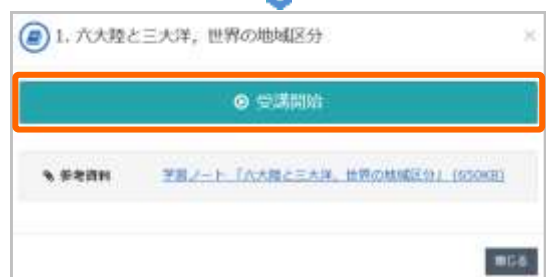 1. 六大陸と三大洋，世界の地域区分
×
受講開始
参考資料
学習ノート「六大陸と三大洋，世界の地域区分」(650KB)
閉じる